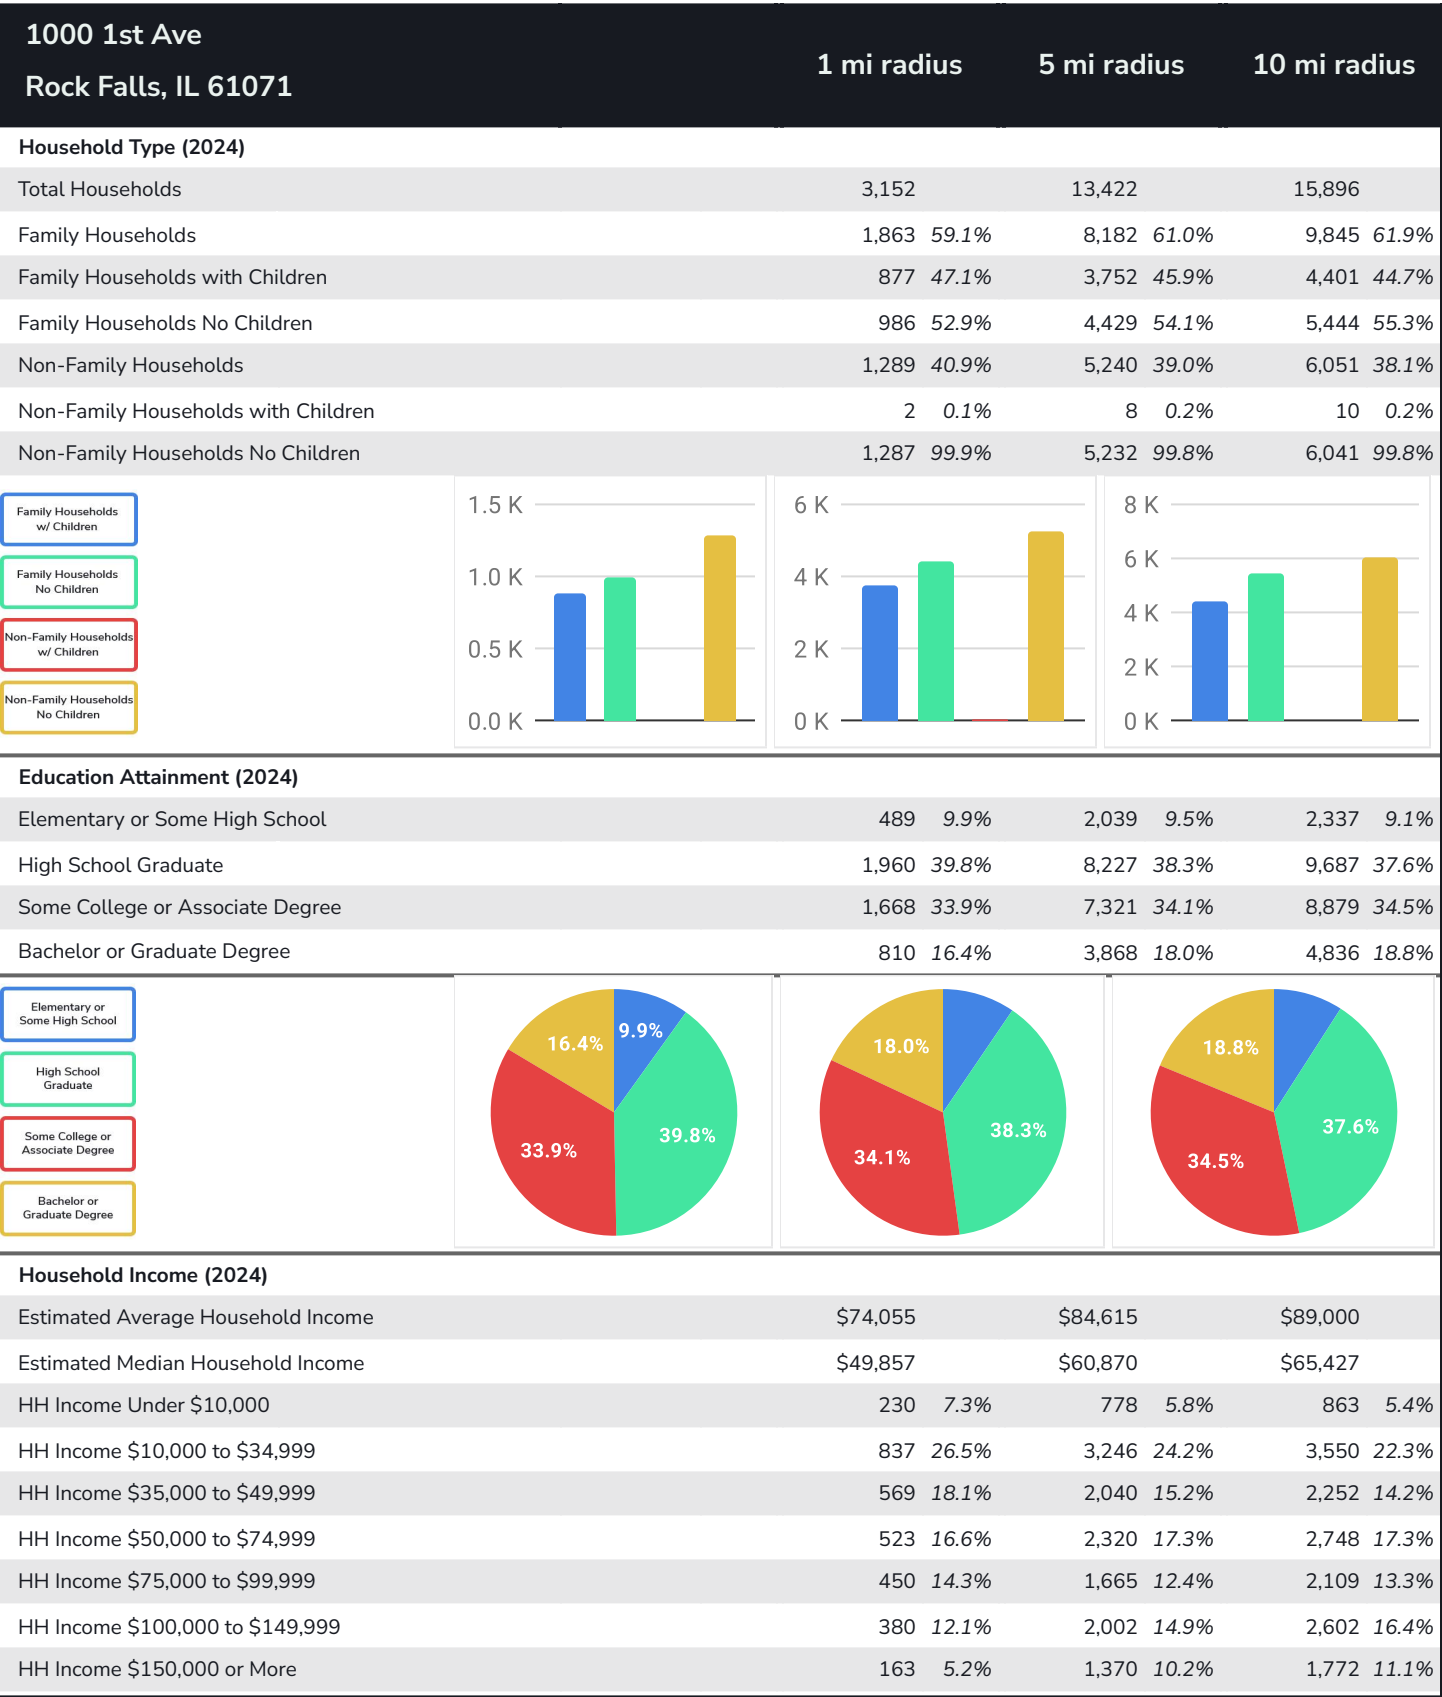 1000 1st Ave
Rock Falls, IL 61071
1 mi radius 5 mi radius 10 mi radius
Household Type (2024)
Total Households 3,152 13,422 15,896
Family Households 1,863 59.1% 8,182 61.0% 9,845 61.9%
Family Households with Children 877 47.1% 3,752 45.9% 4,401 44.7%
Family Households No Children 986 52.9% 4,429 54.1% 5,444 55.3%
Non-Family Households 1,289 40.9% 5,240 39.0% 6,051 38.1%
Non-Family Households with Children 2 0.1% 8 0.2% 10 0.2%
Non-Family Households No Children 1,287 99.9% 5,232 99.8% 6,041 99.8%
Family Households
w/ Children
Family Households
No Children
Non-Family Households
w/ Children
Non-Family Households
No Children
1.5 K
1.0 K
0.5 K
0.0 K
6 K
4 K
2 K
0 K
8 K
6 K
4 K
2 K
0 K
Education Attainment (2024)
Elementary or Some High School 489 9.9% 2,039 9.5% 2,337 9.1%
High School Graduate 1,960 39.8% 8,227 38.3% 9,687 37.6%
Some College or Associate Degree 1,668 33.9% 7,321 34.1% 8,879 34.5%
Bachelor or Graduate Degree 810 16.4% 3,868 18.0% 4,836 18.8%
Elementary or
Some High School
High School
Graduate
Some College or
Associate Degree
Bachelor or
Graduate Degree
16.4% 9.9%
39.8%
33.9%
18.0%
38.3%
34.1%
18.8%
37.6%
34.5%
Household Income (2024)
Estimated Average Household Income $74,055 $84,615 $89,000
Estimated Median Household Income $49,857 $60,870 $65,427
HH Income Under $10,000 230 7.3% 778 5.8% 863 5.4%
HH Income $10,000 to $34,999 837 26.5% 3,246 24.2% 3,550 22.3%
HH Income $35,000 to $49,999 569 18.1% 2,040 15.2% 2,252 14.2%
HH Income $50,000 to $74,999 523 16.6% 2,320 17.3% 2,748 17.3%
HH Income $75,000 to $99,999 450 14.3% 1,665 12.4% 2,109 13.3%
HH Income $100,000 to $149,999 380 12.1% 2,002 14.9% 2,602 16.4%
HH Income $150,000 or More 163 5.2% 1,370 10.2% 1,772 11.1%